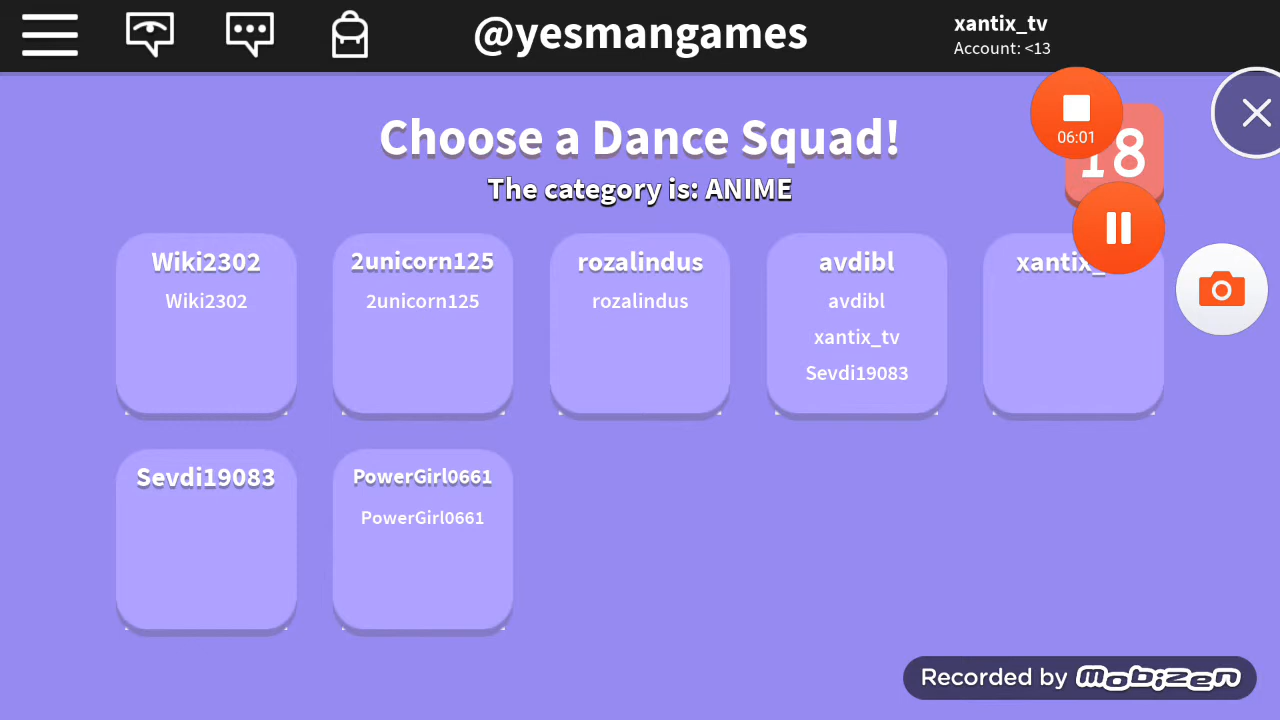 @yesmangames
xantix_tv
Account: <13
06:01
18
Choose a Dance Squad!
The category is: ANIME
Wiki2302
Wiki2302
2unicorn125
2unicorn125
rozalindus
rozalindus
avdibl
avdibl
xantix_tv
Sevdi19083
xantix_
Sevdi19083
PowerGirl0661
PowerGirl0661
Recorded by mobizen